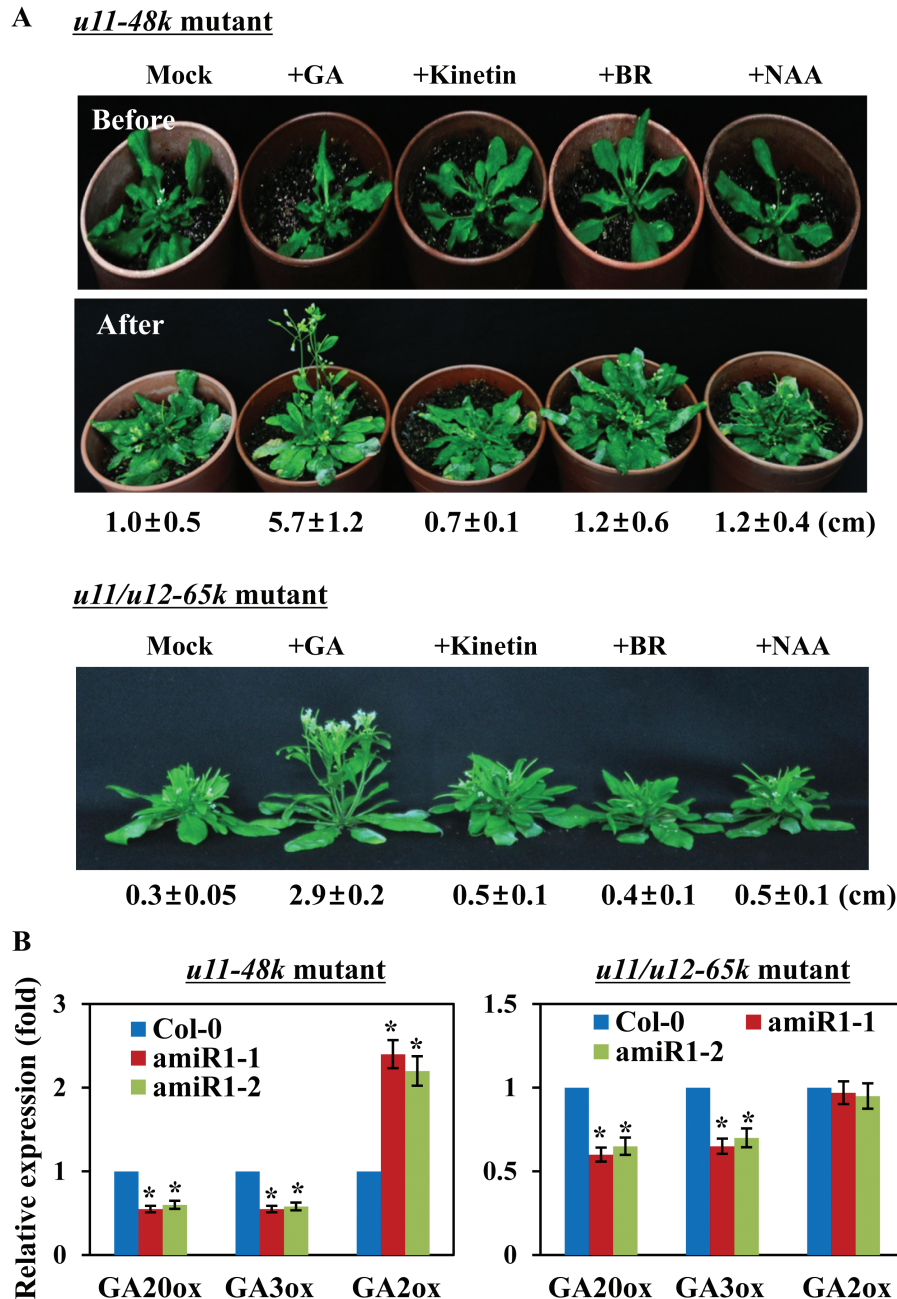 A u11-48k mutant
Mock +GA +Kinetin +BR +NAA
Before
After
1.0±0.5 5.7±1.2 0.7±0.1 1.2±0.6 1.2±0.4 (cm)
u11/u12-65k mutant
Mock +GA +Kinetin +BR +NAA
0.3±0.05 2.9±0.2 0.5±0.1 0.4±0.1 0.5±0.1 (cm)
B
u11-48k mutant
Relative expression (fold)
3
2
1
0
Col-0
amiR1-1
amiR1-2
* * * * * *
GA20ox GA3ox GA2ox
u11/u12-65k mutant
1.5
1
0.5
0
Col-0 amiR1-1
amiR1-2
* * * *
GA20ox GA3ox GA2ox